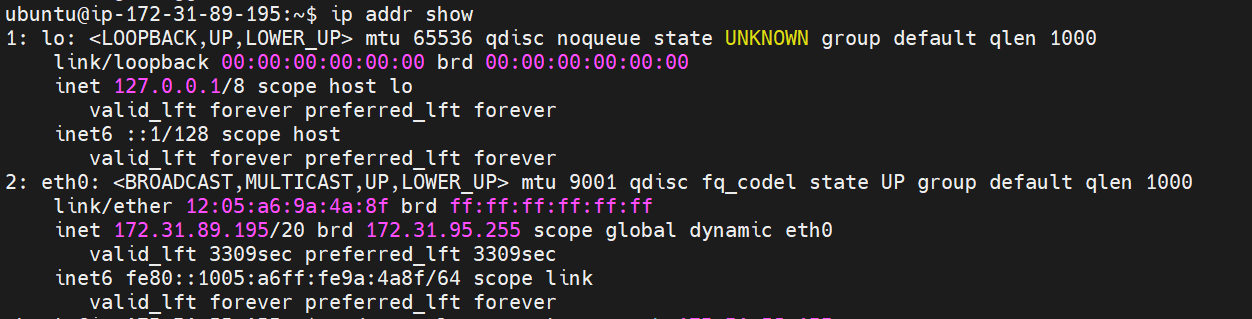 ubuntu@ip-172-31-89-195:~$ ip addr show
1: lo: <LOOPBACK,UP,LOWER_UP> mtu 65536 qdisc noqueue state UNKNOWN group default qlen 1000
    link/loopback 00:00:00:00:00:00 brd 00:00:00:00:00:00
    inet 127.0.0.1/8 scope host lo
       valid_lft forever preferred_lft forever
    inet6 ::1/128 scope host
       valid_lft forever preferred_lft forever
2: eth0: <BROADCAST,MULTICAST,UP,LOWER_UP> mtu 9001 qdisc fq_codel state UP group default qlen 1000
    link/ether 12:05:a6:9a:4a:8f brd ff:ff:ff:ff:ff:ff
    inet 172.31.89.195/20 brd 172.31.95.255 scope global dynamic eth0
       valid_lft 3309sec preferred_lft 3309sec
    inet6 fe80::1005:a6ff:fe9a:4a8f/64 scope link
       valid_lft forever preferred_lft forever